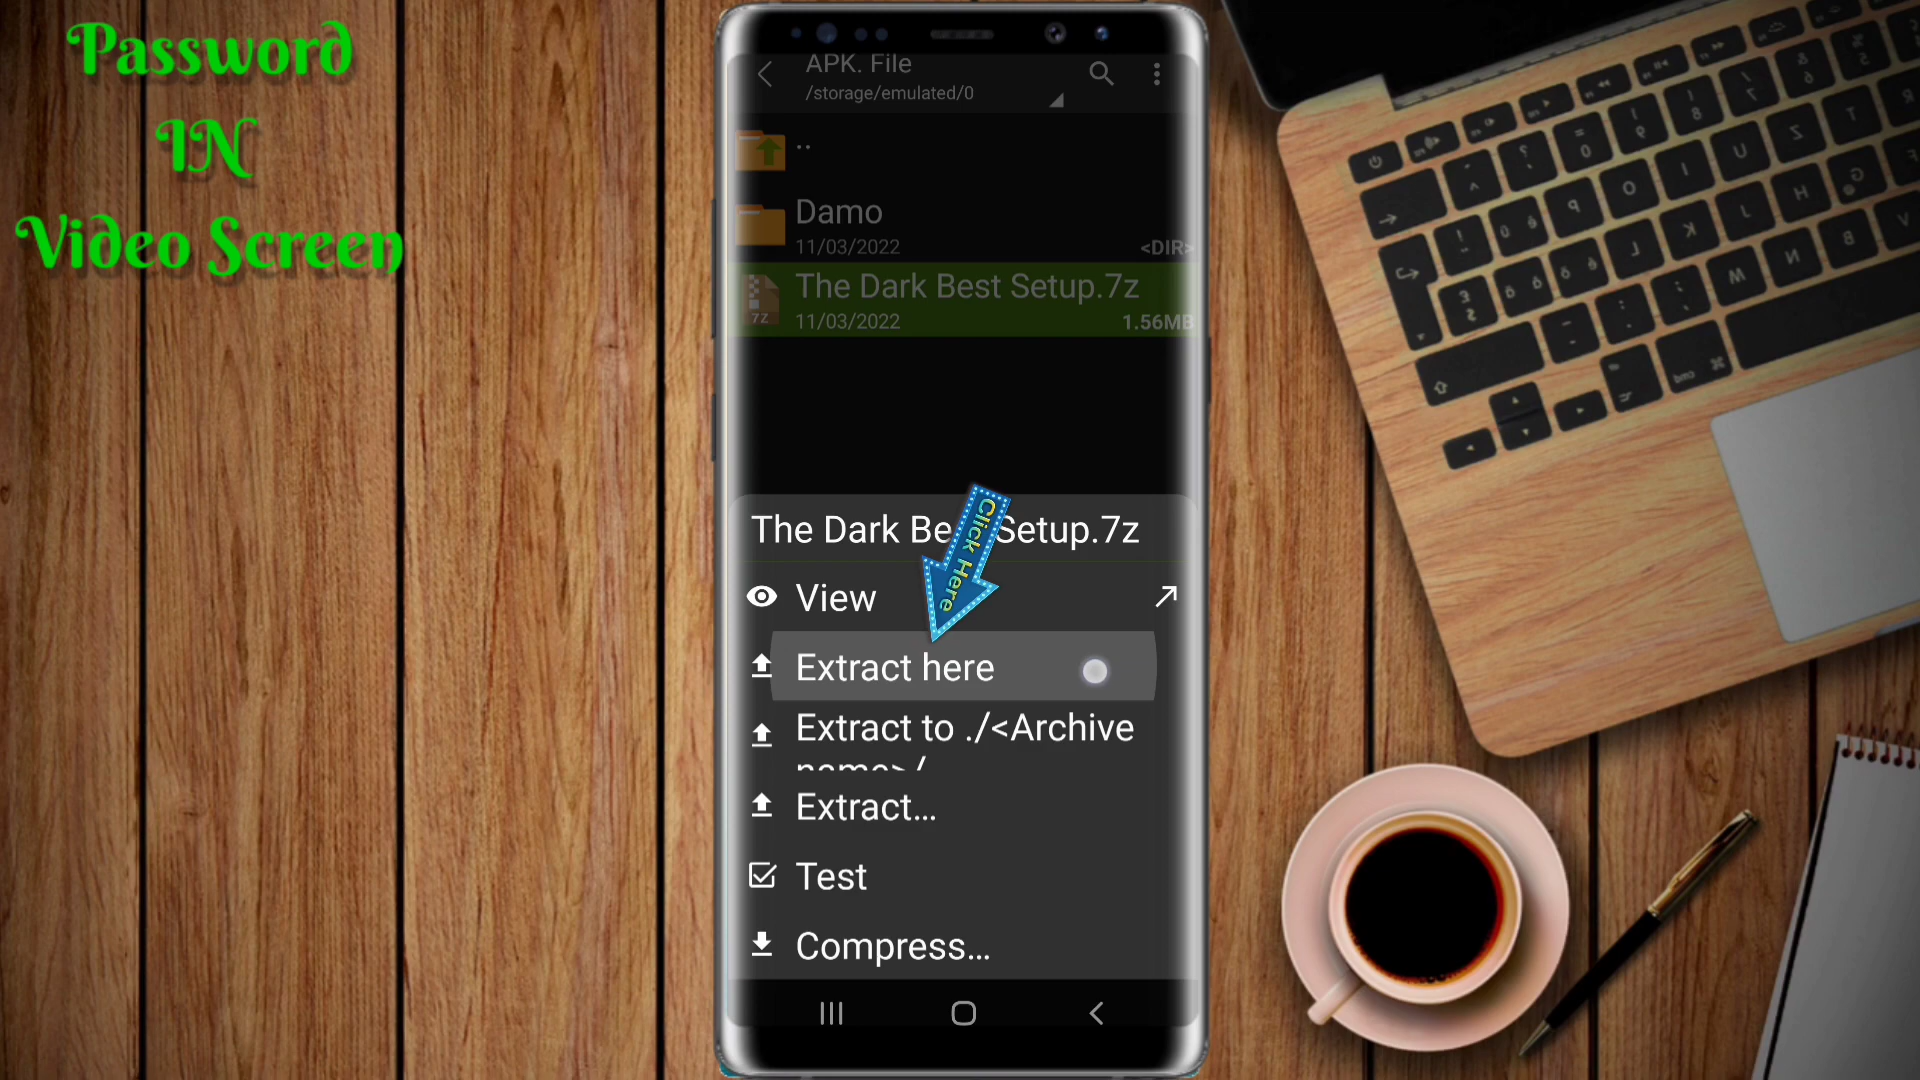 Password
IN
Video Screen
APK. File
/storage/emulated/0
..
Damo
11/03/2022
<DIR>
The Dark Best Setup.7z
7Z
11/03/2022
1.56MB
The Dark Be Setup.7z
Click Here
View
Extract here
Extract to ./<Archive
name>/
Extract...
Test
Compress...